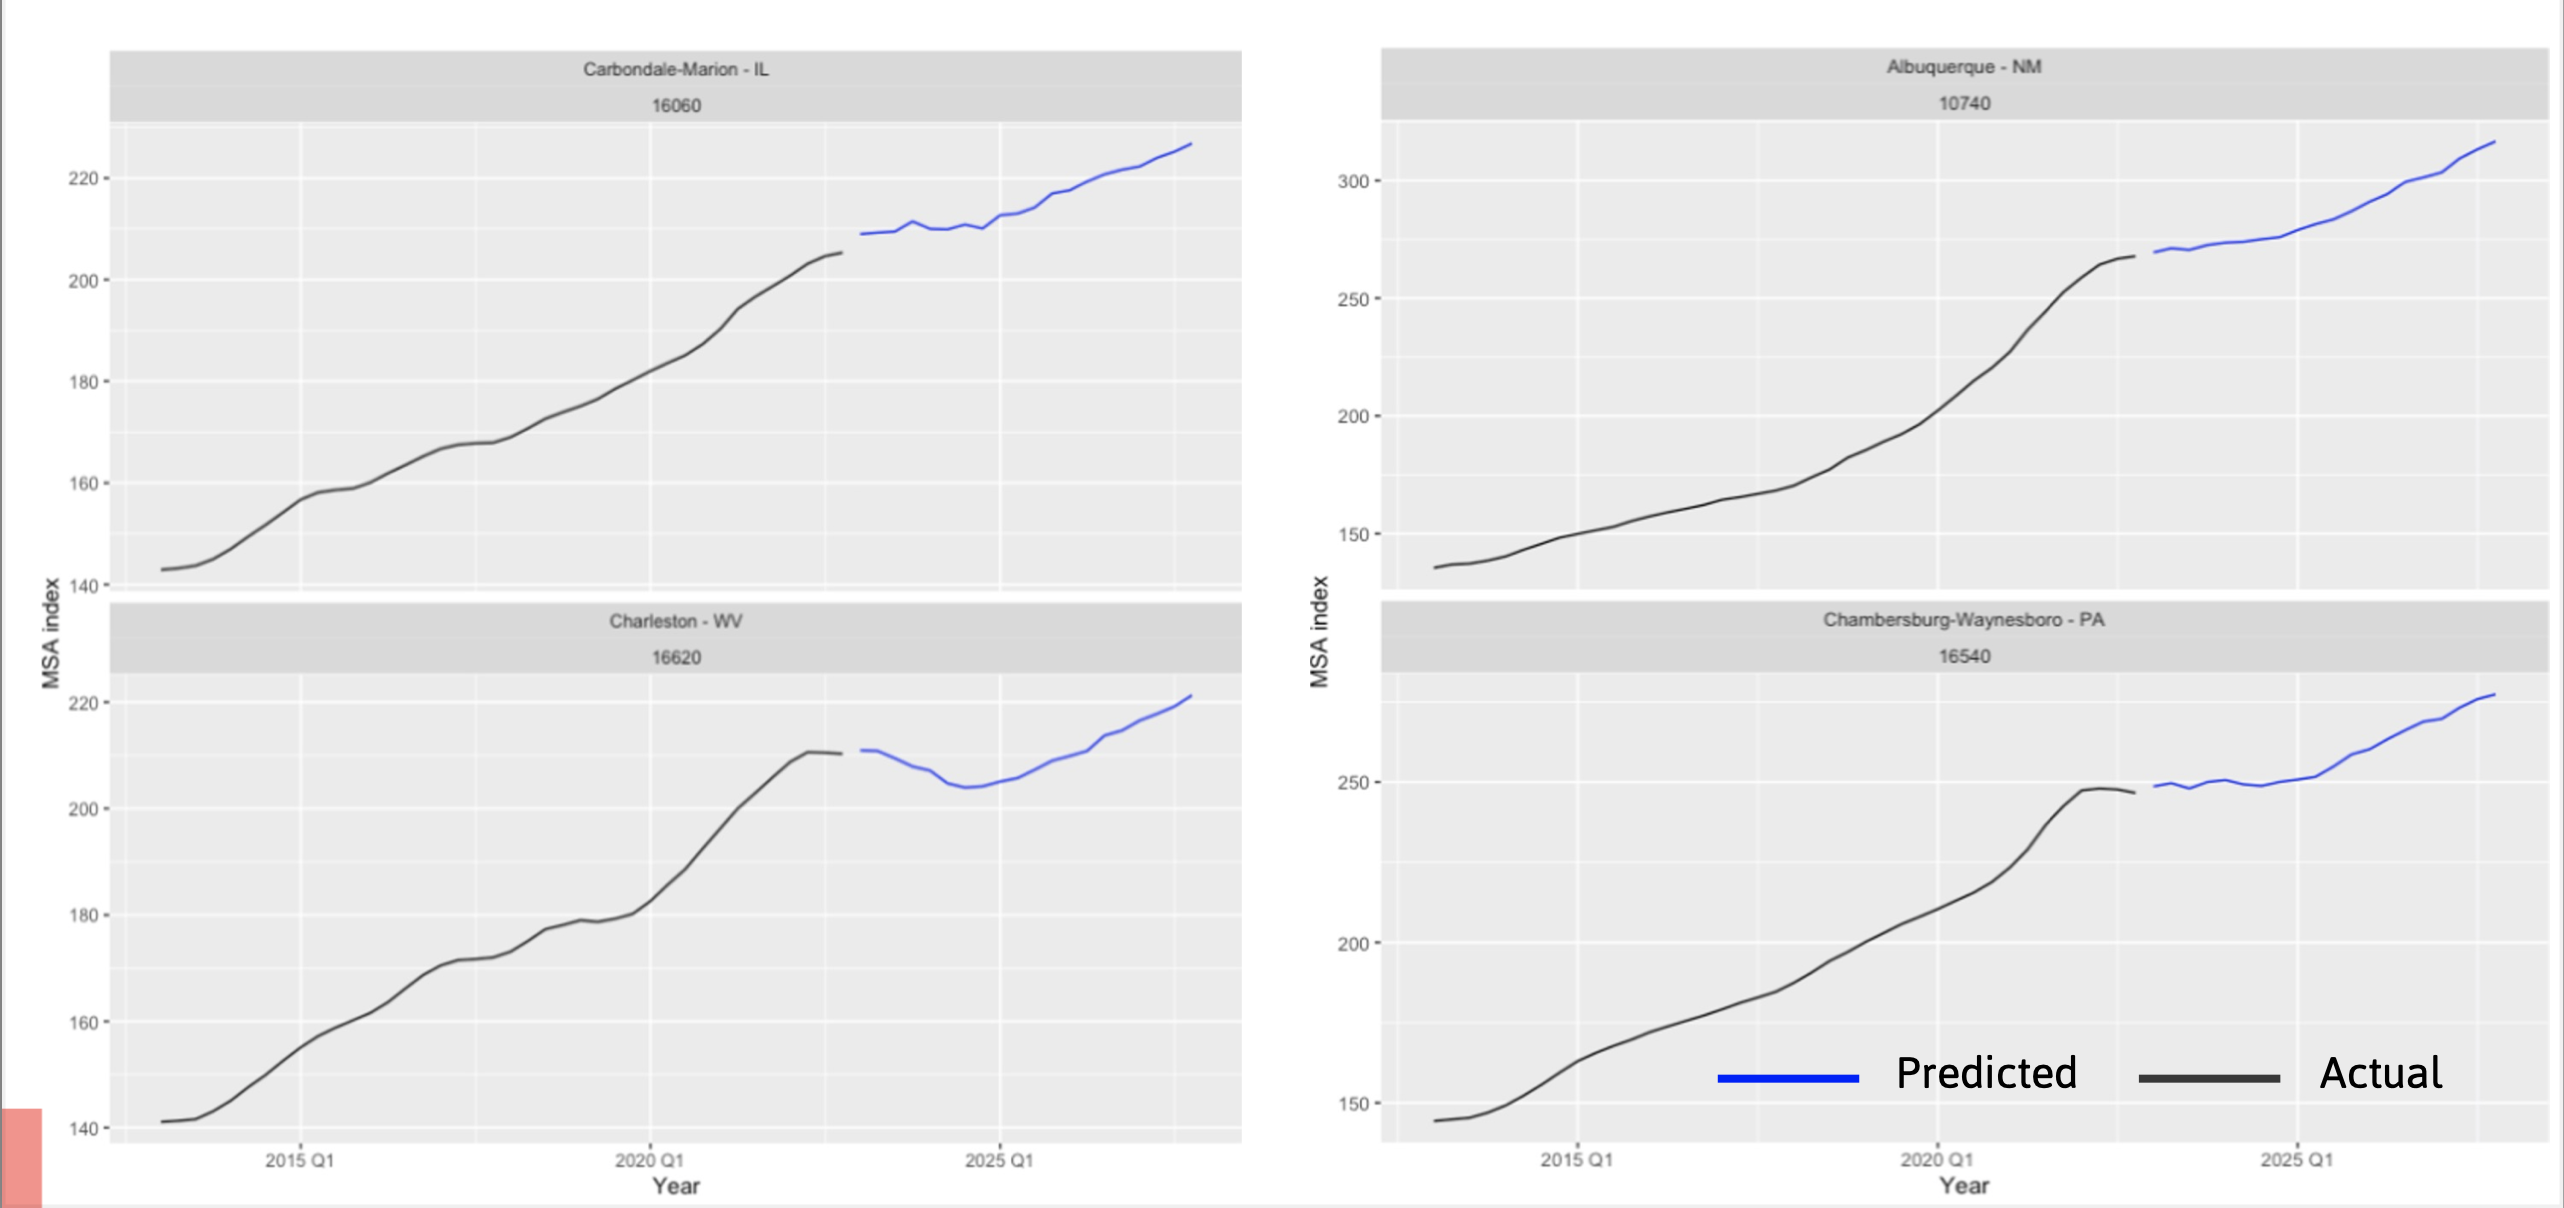 Carbondale-Marion - IL
16060
220
200
180
160
140
Charleston - WV
16620
220
200
180
160
140
MSA index
2015 Q1
2020 Q1
2025 Q1
Year
Albuquerque - NM
10740
300
250
200
150
Chambersburg-Waynesboro - PA
16540
250
200
150
MSA index
Predicted
Actual
2015 Q1
2020 Q1
2025 Q1
Year